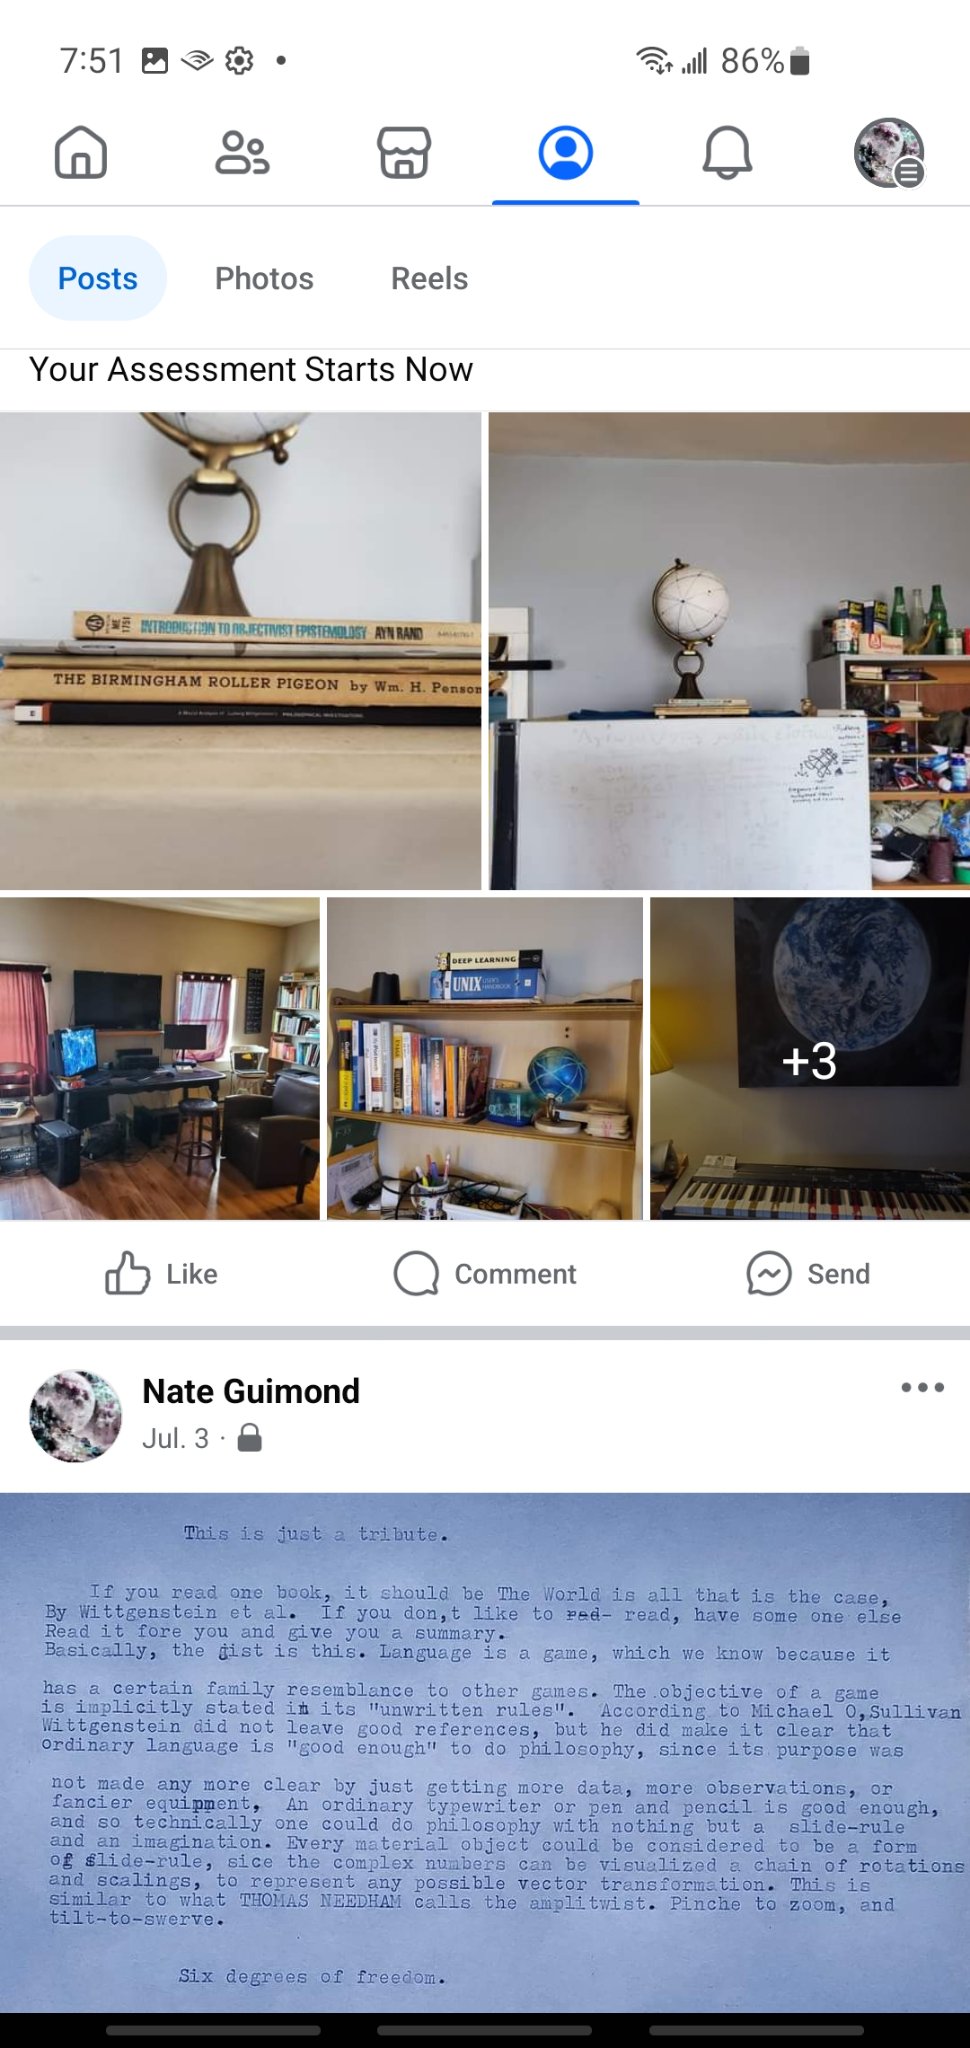 7:51
86%
Posts Photos Reels
Your Assessment Starts Now
ME 1751 INTRODUCTION TO OBJECTIVIST EPISTEMOLOGY AYN RAND
THE BIRMINGHAM ROLLER PIGEON by Wm. H. Penson
E PHILOSOPHICAL INVESTIGATIONS
DEEP LEARNING
UNIX USER'S HANDBOOK
+3
Like Comment Send
Nate Guimond
Jul. 3 ·
This is just a tribute.
If you read one book, it should be The World is all that is the case,
By Wittgenstein et al. If you don,t like to red- read, have some one else
Read it fore you and give you a summary.
Basically, the gist is this. Language is a game, which we know because it
has a certain family resemblance to other games. The objective of a game
is implicitly stated in its "unwritten rules". According to Michael O,Sullivan
Wittgenstein did not leave good references, but he did make it clear that
ordinary language is "good enough" to do philosophy, since its purpose was
not made any more clear by just getting more data, more observations, or
fancier equipment, An ordinary typewriter or pen and pencil is good enough,
and so technically one could do philosophy with nothing but a slide-rule
and an imagination. Every material object could be considered to be a form
of slide-rule, sice the complex numbers can be visualized a chain of rotations
and scalings, to represent any possible vector transformation. This is
similar to what THOMAS NEEDHAM calls the amplitwist. Pinche to zoom, and
tilt-to-swerve.
Six degrees of freedom.